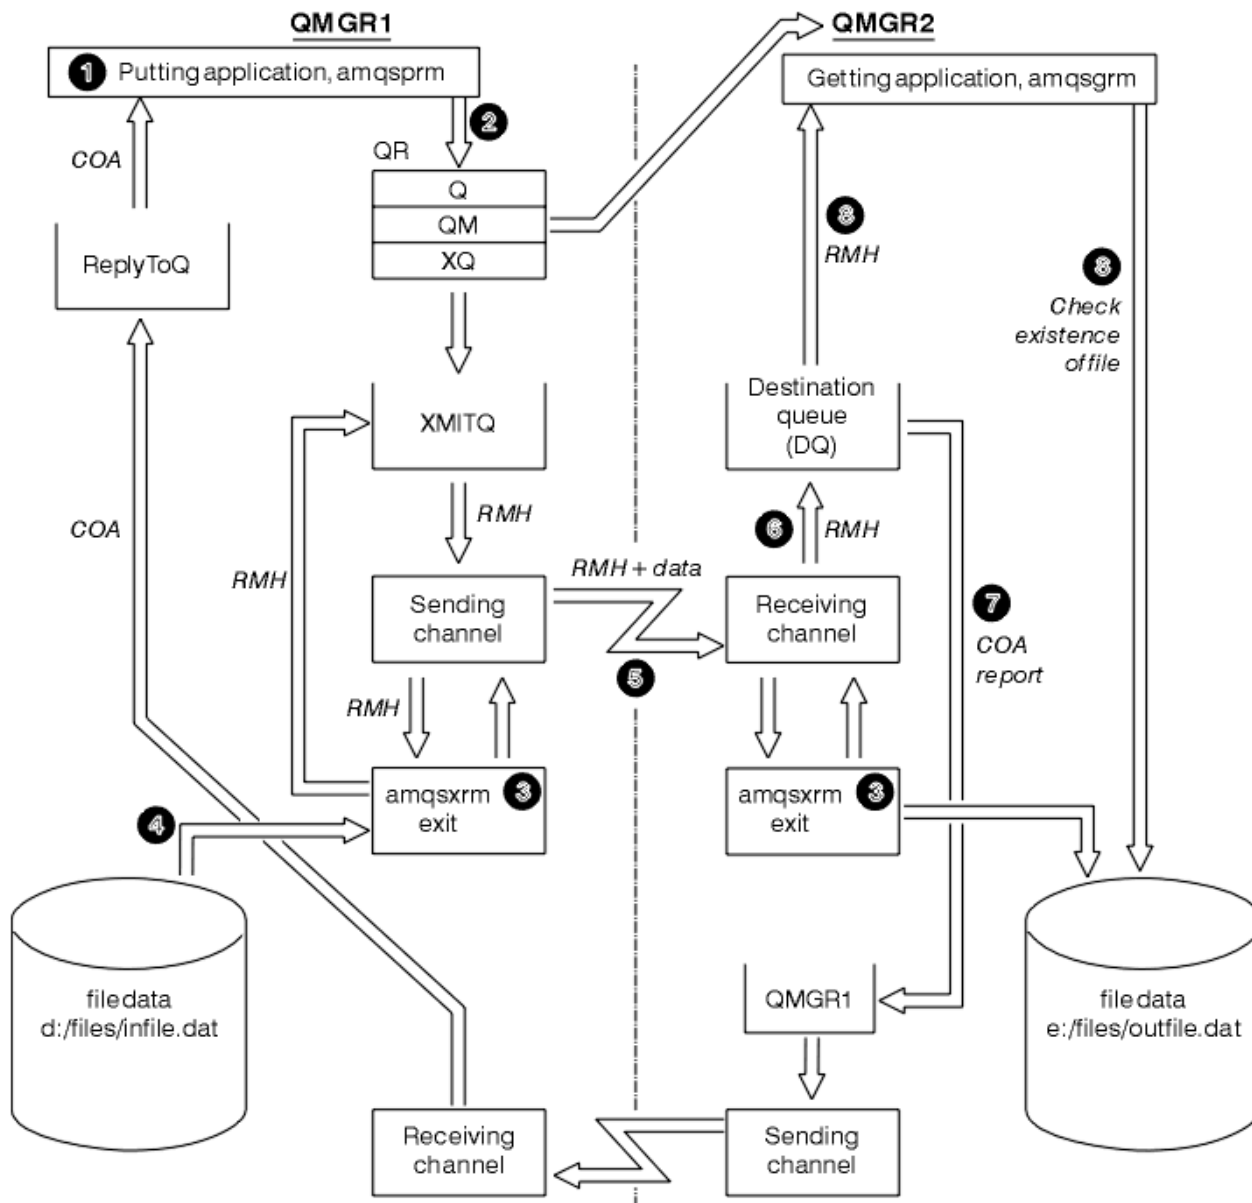 QMGR1
QMGR2
1 Putting application, amqsprm
Getting application, amqsgrm
2
COA
QR
Q
QM
XQ
ReplyToQ
8
RMH
8
Check
existence
of file
XMITQ
Destination
queue
(DQ)
RMH
6 RMH
COA
RMH
RMH + data
Sending
channel
Receiving
channel
7
COA
report
5
RMH
amqsxrm 3
exit
amqsxrm 3
exit
4
file data
d:/files/infile.dat
QMGR1
file data
e:/files/outfile.dat
Receiving
channel
Sending
channel